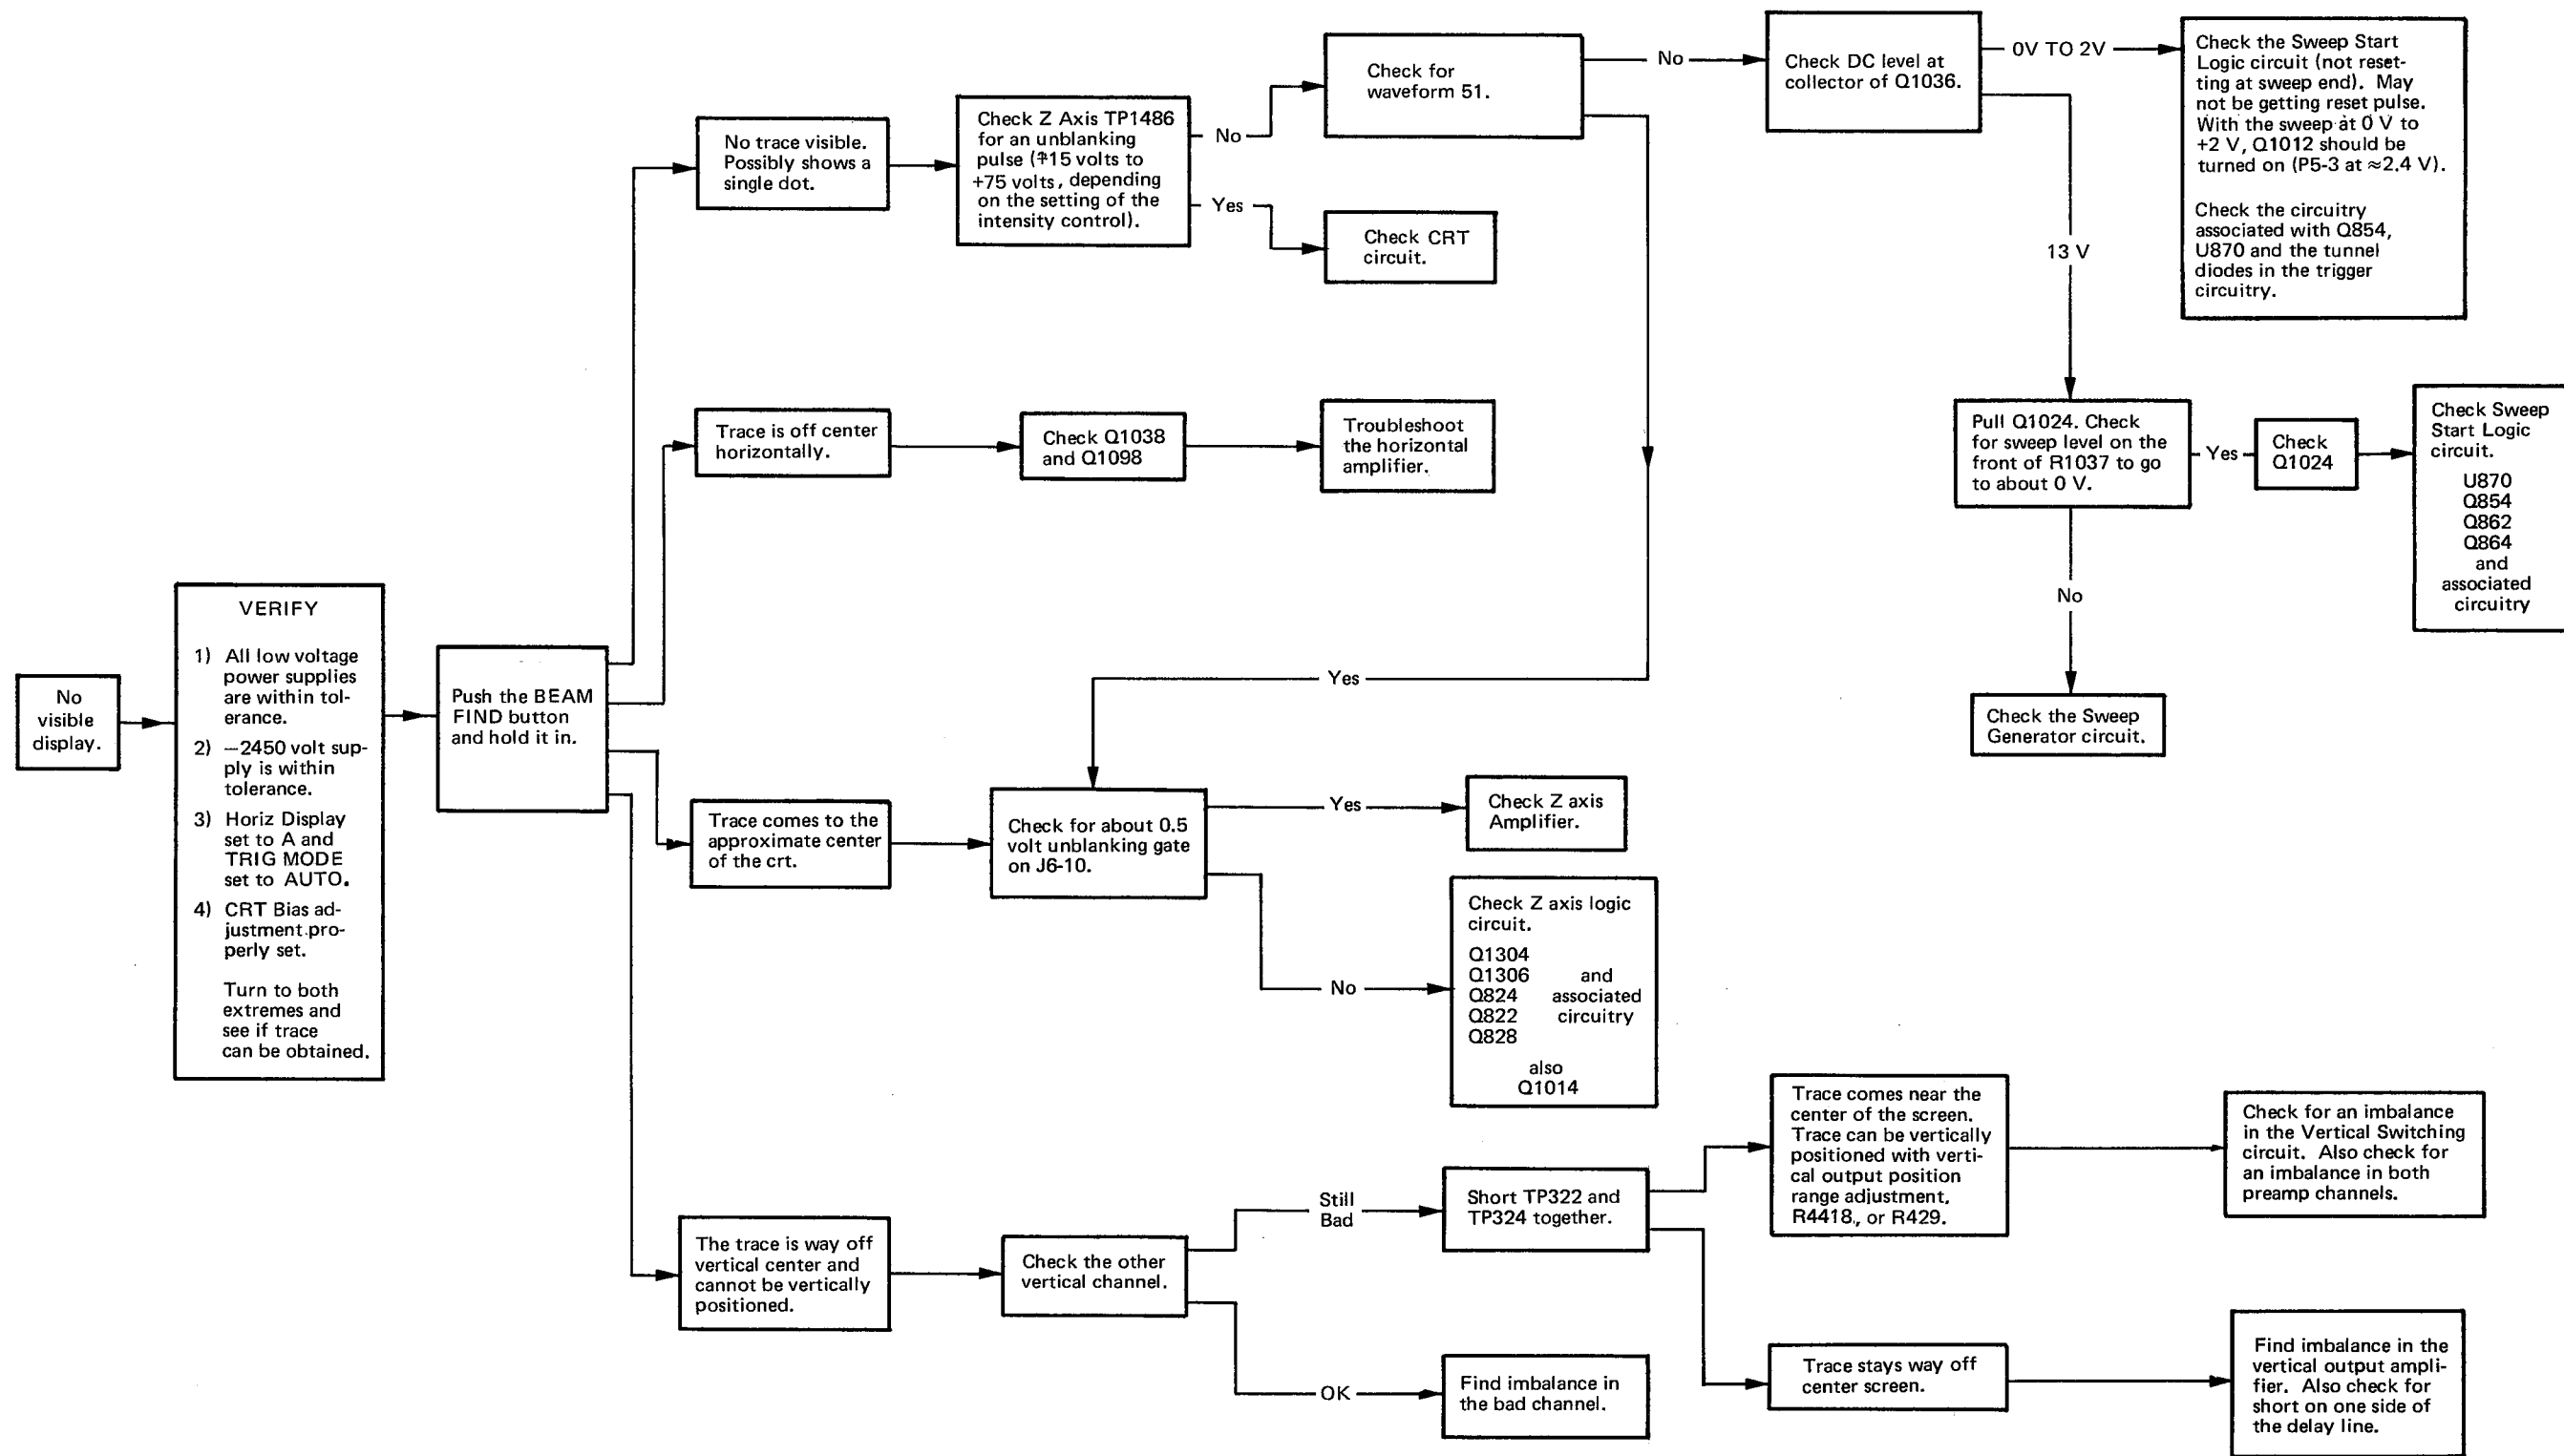 No
visible
display.
VERIFY
1) All low voltage
power supplies
are within tol-
erance.
2) —2450 volt sup-
ply is within
tolerance.
3) Horiz Display
set to A and
TRIG MODE
set to AUTO.
4) CRT Bias ad-
justment pro-
perly set.
Turn to both
extremes and
see if trace
can be obtained.
Push the BEAM
FIND button
and hold it in.
No trace visible.
Possibly shows a
single dot.
Check Z Axis TP1486
for an unblanking
pulse (+15 volts to
+75 volts, depending
on the setting of the
intensity control).
No
Yes
Check for
waveform 51.
Check CRT
circuit.
No
Check DC level at
collector of Q1036.
0V TO 2V
Check the Sweep Start
Logic circuit (not reset-
ting at sweep end). May
not be getting reset pulse.
With the sweep at 0 V to
+2 V, Q1012 should be
turned on (P5-3 at ≈2.4 V).
Check the circuitry
associated with Q854,
U870 and the tunnel
diodes in the trigger
circuitry.
13 V
Pull Q1024. Check
for sweep level on the
front of R1037 to go
to about 0 V.
Yes
Check
Q1024
Check Sweep
Start Logic
circuit.
U870
Q854
Q862
Q864
and
associated
circuitry
No
Check the Sweep
Generator circuit.
Trace is off center
horizontally.
Check Q1038
and Q1098
Troubleshoot
the horizontal
amplifier.
Yes
Trace comes to the
approximate center
of the crt.
Check for about 0.5
volt unblanking gate
on J6-10.
Yes
Check Z axis
Amplifier.
No
Check Z axis logic
circuit.
Q1304
Q1306 and
Q824 associated
Q822 circuitry
Q828
also
Q1014
The trace is way off
vertical center and
cannot be vertically
positioned.
Check the other
vertical channel.
Still
Bad
Short TP322 and
TP324 together.
Trace comes near the
center of the screen.
Trace can be vertically
positioned with verti-
cal output position
range adjustment.
R4418, or R429.
Check for an imbalance
in the Vertical Switching
circuit. Also check for
an imbalance in both
preamp channels.
OK
Find imbalance in
the bad channel.
Trace stays way off
center screen.
Find imbalance in the
vertical output ampli-
fier. Also check for
short on one side of
the delay line.